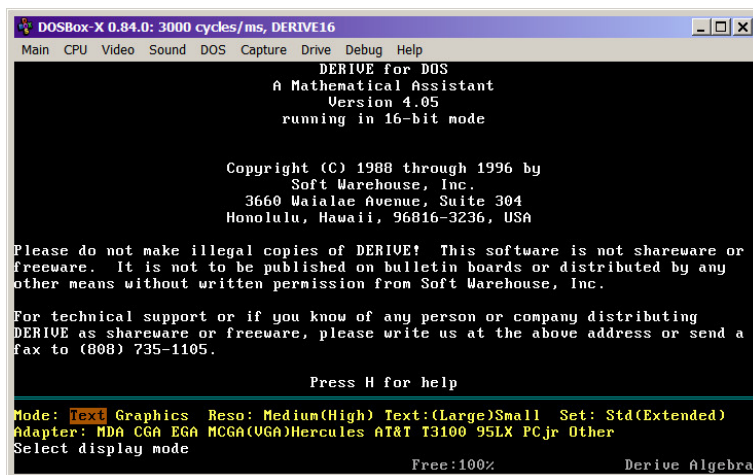 DOSBox-X 0.84.0: 3000 cycles/ms, DERIVE16
Main CPU Video Sound DOS Capture Drive Debug Help
DERIVE for DOS
A Mathematical Assistant
Version 4.05
running in 16-bit mode
Copyright (C) 1988 through 1996 by
Soft Warehouse, Inc.
3660 Waialae Avenue, Suite 304
Honolulu, Hawaii, 96816-3236, USA
Please do not make illegal copies of DERIVE! This software is not shareware or
freeware. It is not to be published on bulletin boards or distributed by any
other means without written permission from Soft Warehouse, Inc.
For technical support or if you know of any person or company distributing
DERIVE as shareware or freeware, please write us at the above address or send a
fax to (808) 735-1105.
Press H for help
Mode: Text Graphics Reso: Medium(High) Text:(Large)Small Set: Std(Extended)
Adapter: MDA CGA EGA MCGA(VGA)Hercules AT&T T3100 95LX PCjr Other
Select display mode
Free:100% Derive Algebra